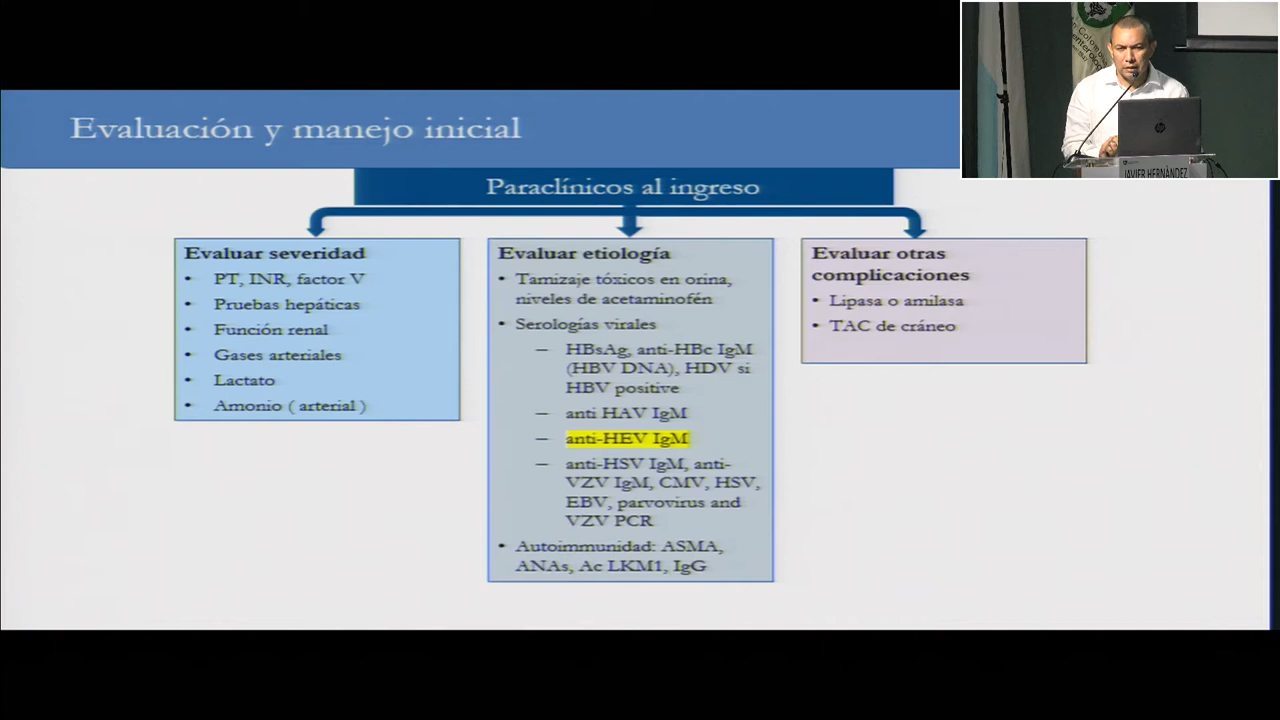 Evaluación y manejo inicial
Paraclínicos al ingreso
Evaluar severidad
• PT, INR, factor V
• Pruebas hepáticas
• Función renal
• Gases arteriales
• Lactato
• Amonio ( arterial )
Evaluar etiología
• Tamizaje tóxicos en orina,
niveles de acetaminofén
• Serologías virales
– HBsAg, anti-HBc IgM
(HBV DNA), HDV si
HBV positive
– anti HAV IgM
– anti-HEV IgM
– anti-HSV IgM, anti-
VZV IgM, CMV, HSV,
EBV, parvovirus and
VZV PCR
• Autoimmunidad: ASMA,
ANAs, Ac LKM1, IgG
Evaluar otras
complicaciones
• Lipasa o amilasa
• TAC de cráneo
hp
JAVIER HERNÀNDEZ